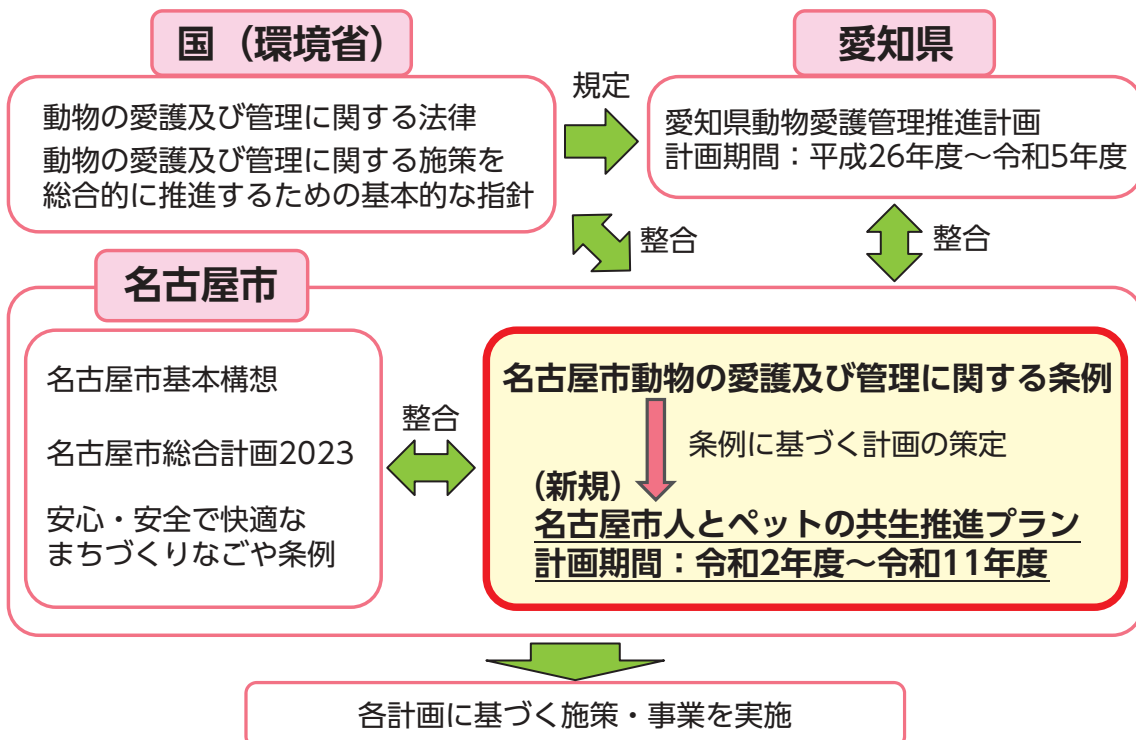 国（環境省）
動物の愛護及び管理に関する法律
動物の愛護及び管理に関する施策を
総合的に推進するための基本的な指針
規定
愛知県
愛知県動物愛護管理推進計画
計画期間：平成26年度～令和5年度
整合
整合
名古屋市
名古屋市基本構想
名古屋市総合計画2023
安心・安全で快適な
まちづくりなごや条例
整合
名古屋市動物の愛護及び管理に関する条例
条例に基づく計画の策定
（新規）
名古屋市人とペットの共生推進プラン
計画期間：令和2年度～令和11年度
各計画に基づく施策・事業を実施